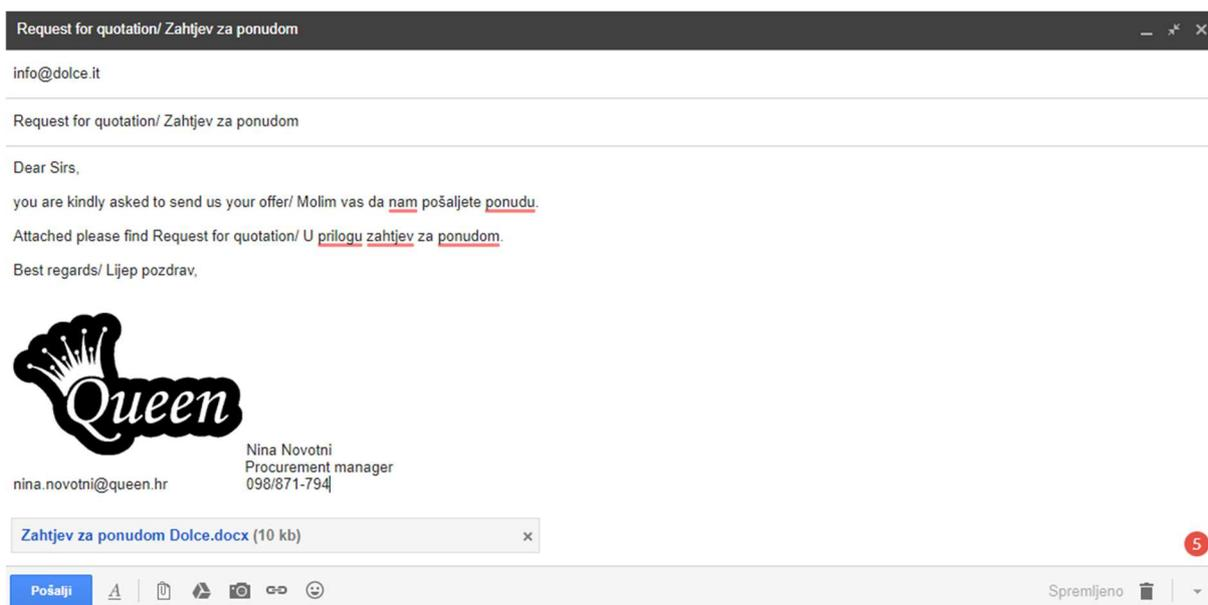 Request for quotation/ Zahtjev za ponudom
info@dolce.it
Request for quotation/ Zahtjev za ponudom
Dear Sirs,
you are kindly asked to send us your offer/ Molim vas da nam pošaljete ponudu.
Attached please find Request for quotation/ U prilogu zahtjev za ponudom.
Best regards/ Lijep pozdrav,
Queen
Nina Novotni
Procurement manager
nina.novotni@queen.hr 098/871-794
Zahtjev za ponudom Dolce.docx (10 kb)
5
Pošalji A Spremljeno